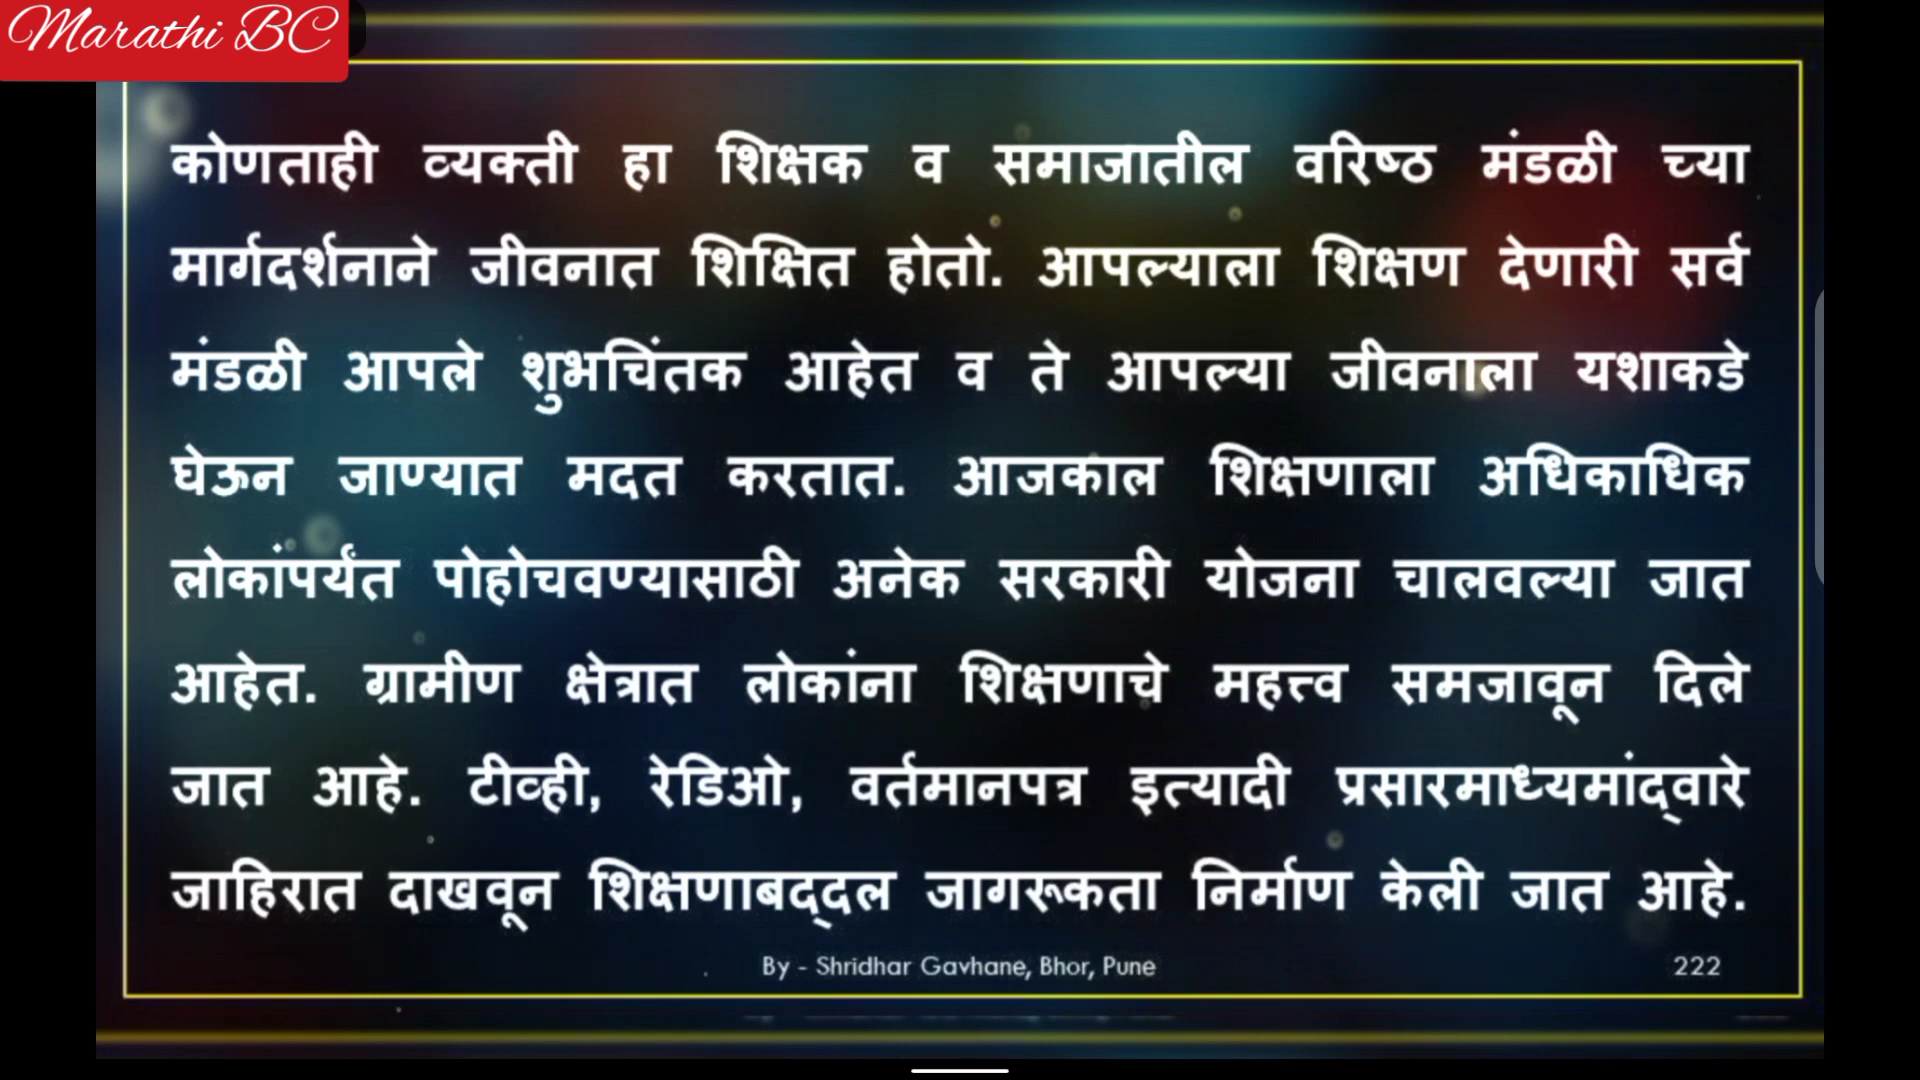 Marathi BC
कोणताही व्यक्ती हा शिक्षक व समाजातील वरिष्ठ मंडळी च्या
मार्गदर्शनाने जीवनात शिक्षित होतो. आपल्याला शिक्षण देणारी सर्व
मंडळी आपले शुभचिंतक आहेत व ते आपल्या जीवनाला यशाकडे
घेऊन जाण्यात मदत करतात. आजकाल शिक्षणाला अधिकाधिक
लोकांपर्यंत पोहोचवण्यासाठी अनेक सरकारी योजना चालवल्या जात
आहेत. ग्रामीण क्षेत्रात लोकांना शिक्षणाचे महत्त्व समजावून दिले
जात आहे. टीव्ही, रेडिओ, वर्तमानपत्र इत्यादी प्रसारमाध्यमांद्‌वारे
जाहिरात दाखवून शिक्षणाबद्‌दल जागरूकता निर्माण केली जात आहे.
By - Shridhar Gavhane, Bhor, Pune
222